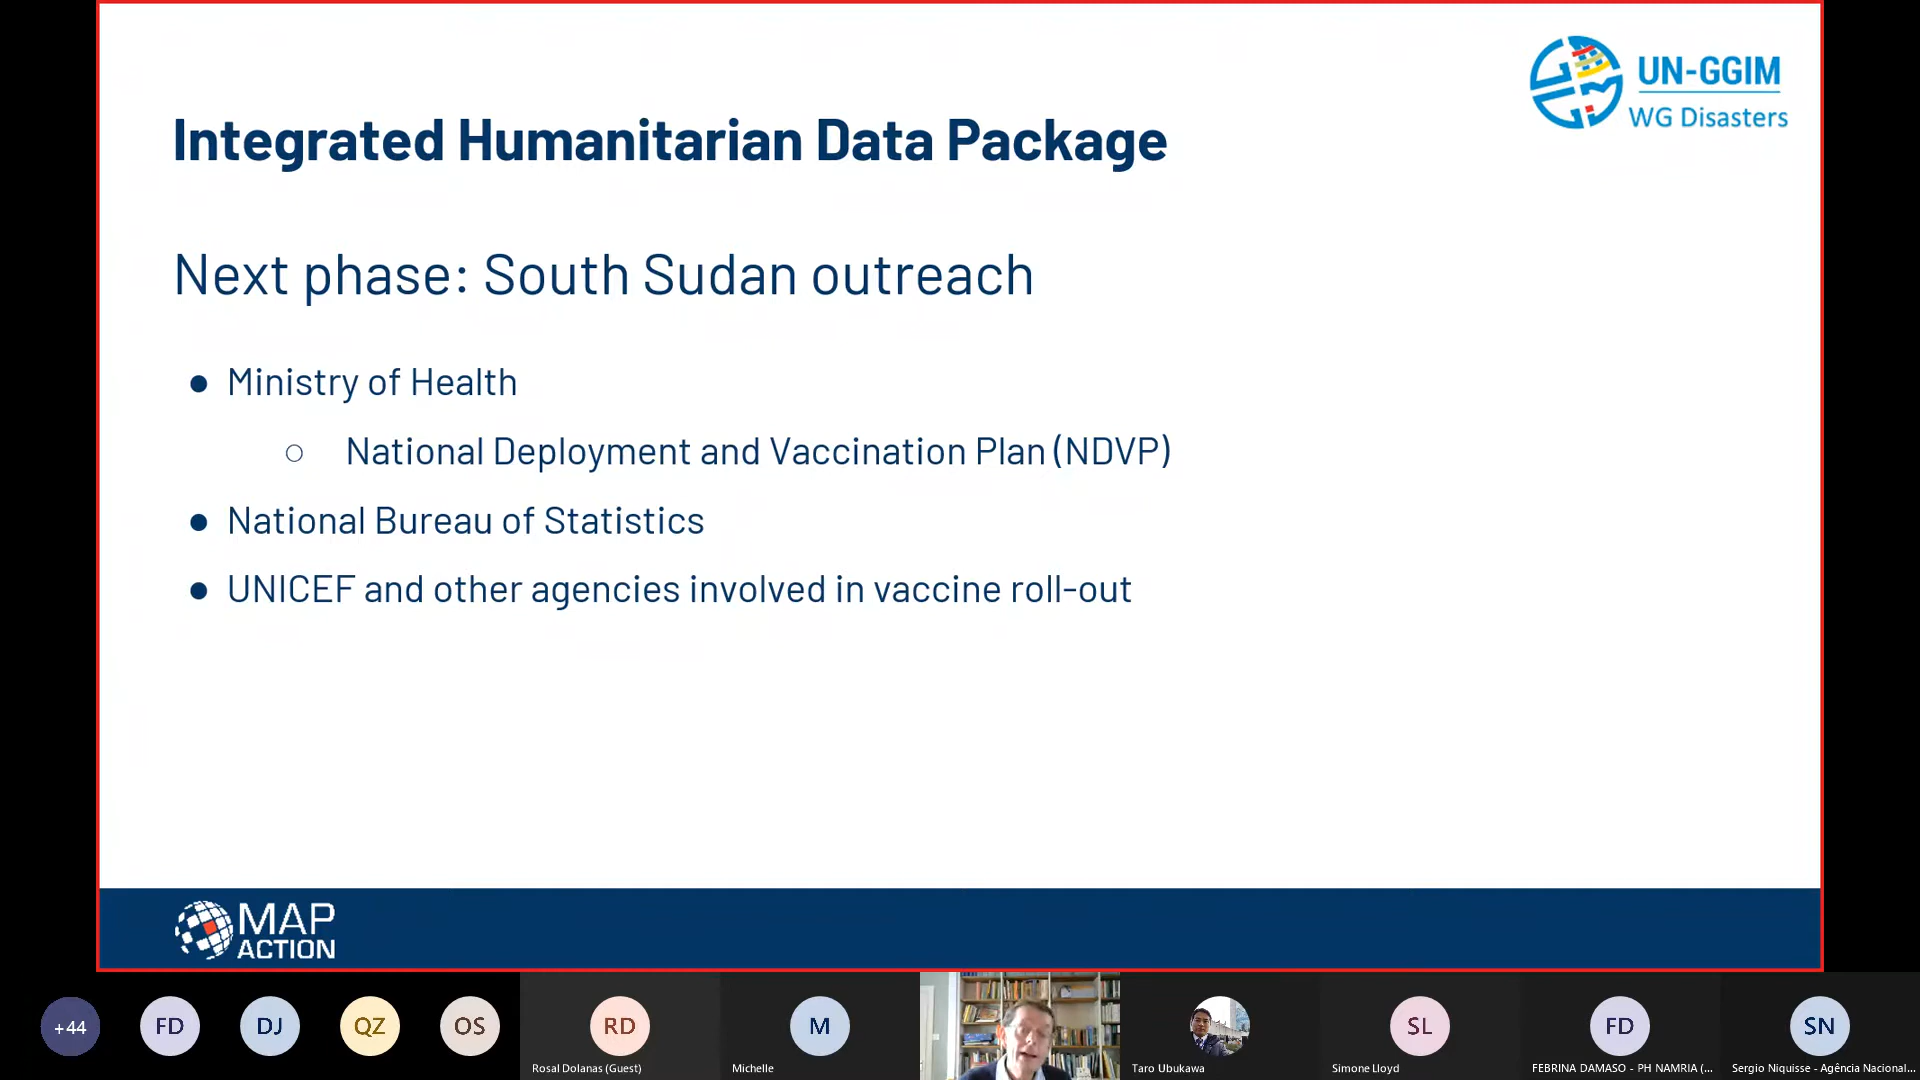 UN-GGIM
WG Disasters
Integrated Humanitarian Data Package
Next phase: South Sudan outreach
● Ministry of Health
○ National Deployment and Vaccination Plan (NDVP)
● National Bureau of Statistics
● UNICEF and other agencies involved in vaccine roll-out
MAP
ACTION
+44
FD
DJ
QZ
OS
RD
M
SL
FD
SN
Rosal Dolanas (Guest)
Michelle
Taro Ubukawa
Simone Lloyd
FEBRINA DAMASO - PH NAMRIA (...
Sergio Niquisse - Agência Nacional...